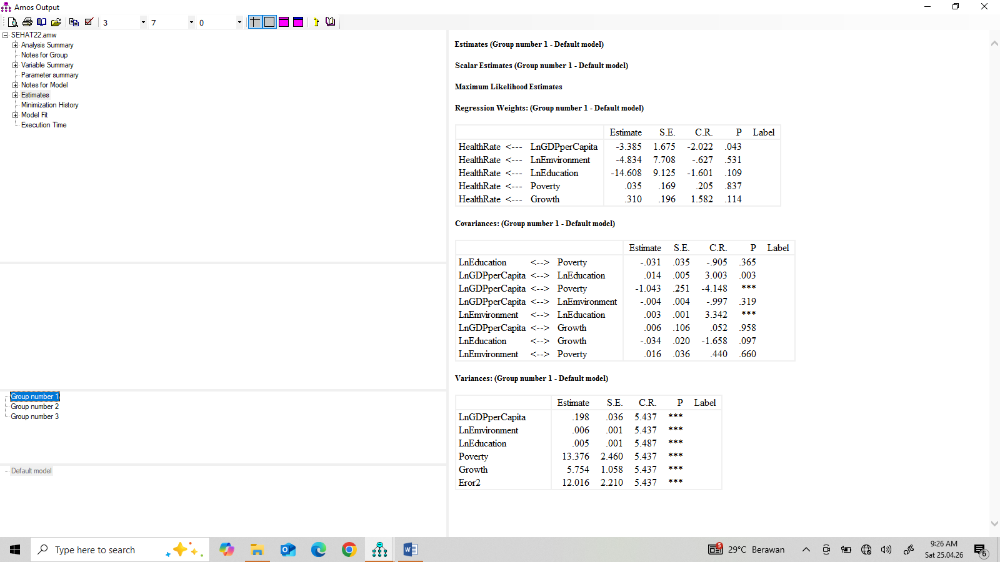 Amos Output
3 7 0
SEHAT22.amw
Analysis Summary
Notes for Group
Variable Summary
Parameter summary
Notes for Model
Estimates
Minimization History
Model Fit
Execution Time
Group number 1
Group number 2
Group number 3
Default model
Estimates (Group number 1 - Default model)
Scalar Estimates (Group number 1 - Default model)
Maximum Likelihood Estimates
Regression Weights: (Group number 1 - Default model)
Estimate S.E. C.R. P Label
HealthRate <--- LnGDPperCapita -3.385 1.675 -2.022 .043
HealthRate <--- LnEmvironment -4.834 7.708 -.627 .531
HealthRate <--- LnEducation -14.608 9.125 -1.601 .109
HealthRate <--- Poverty .035 .169 .205 .837
HealthRate <--- Growth .310 .196 1.582 .114
Covariances: (Group number 1 - Default model)
Estimate S.E. C.R. P Label
LnEducation <--> Poverty -.031 .035 -.905 .365
LnGDPperCapita <--> LnEducation .014 .005 3.003 .003
LnGDPperCapita <--> Poverty -1.043 .251 -4.148 ***
LnGDPperCapita <--> LnEmvironment -.004 .004 -.997 .319
LnEmvironment <--> LnEducation .003 .001 3.342 ***
LnGDPperCapita <--> Growth .006 .106 .052 .958
LnEducation <--> Growth -.034 .020 -1.658 .097
LnEmvironment <--> Poverty .016 .036 .440 .660
Variances: (Group number 1 - Default model)
Estimate S.E. C.R. P Label
LnGDPperCapita .198 .036 5.437 ***
LnEmvironment .006 .001 5.437 ***
LnEducation .005 .001 5.487 ***
Poverty 13.376 2.460 5.437 ***
Growth 5.754 1.058 5.437 ***
Eror2 12.016 2.210 5.437 ***
Type here to search
5
29°C Berawan
9:26 AM
Sat 25.04.26
6